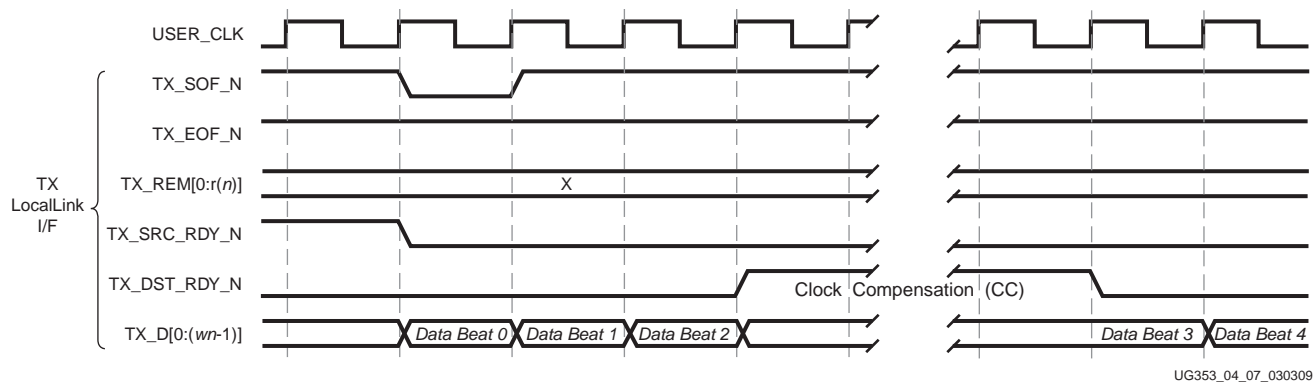 USER_CLK
TX_SOF_N
TX_EOF_N
TX
LocalLink
I/F
TX_REM[0:r(n)]
X
TX_SRC_RDY_N
TX_DST_RDY_N
Clock Compensation (CC)
TX_D[0:(wn-1)]
Data Beat 0
Data Beat 1
Data Beat 2
Data Beat 3
Data Beat 4
UG353_04_07_030309